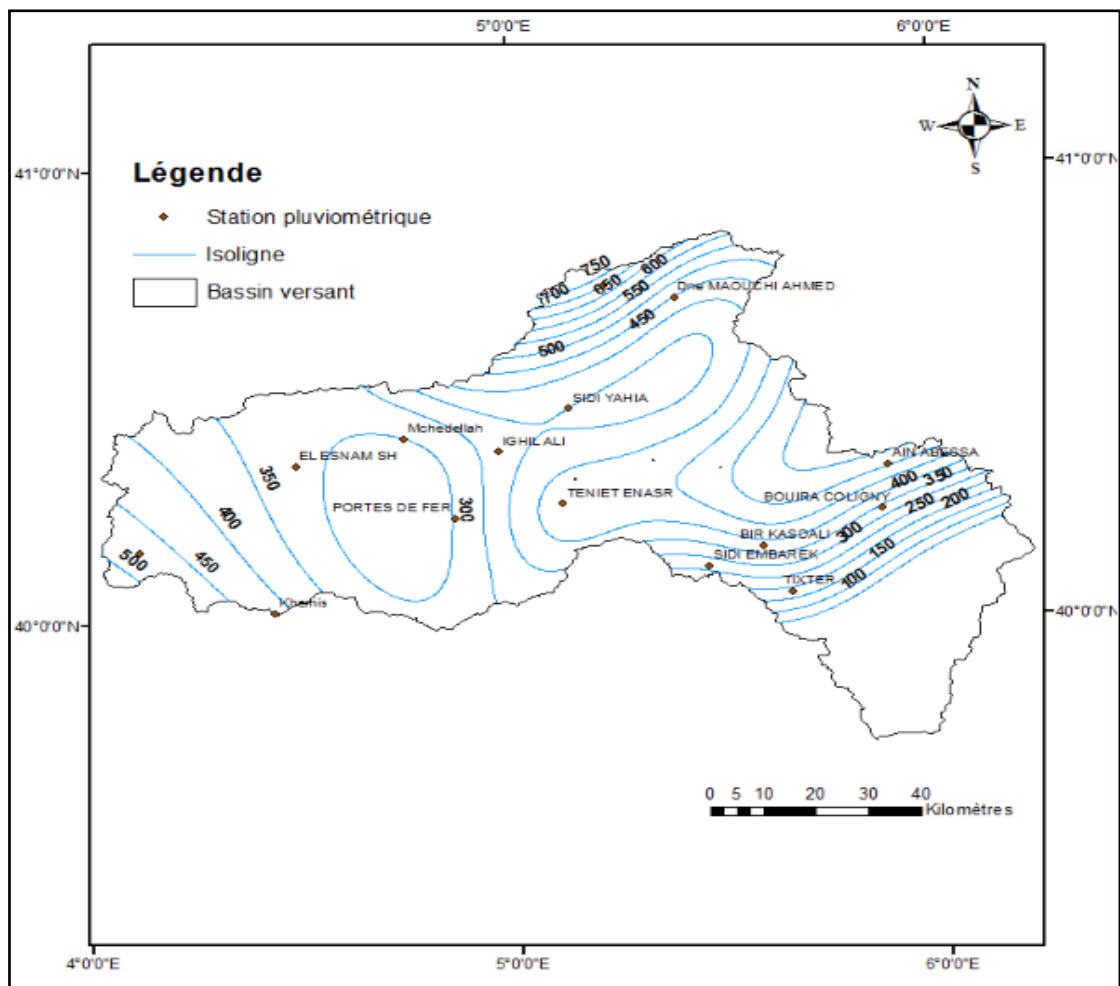 5°0'0"E
6°0'0"E
N
W
E
S
41°0'0"N
41°0'0"N
Légende
Station pluviométrique
Isoligne
Bassin versant
750
600
700
650
550
Dne MAOUCHI AHMED
450
500
SIDI YAHIA
Mchedellah
IGHIL ALI
EL ESNAM SH
AIN ABESSA
350
400
350
TENIET ENASR
BOUIRA COLIGNY
250
200
PORTES DE FER
300
400
BIR KASDALI
300
150
SIDI EMBAREK
500
450
TIXTER
100
Khemis
40°0'0"N
40°0'0"N
0 5 10 20 30 40
Kilomètres
4°0'0"E
5°0'0"E
6°0'0"E